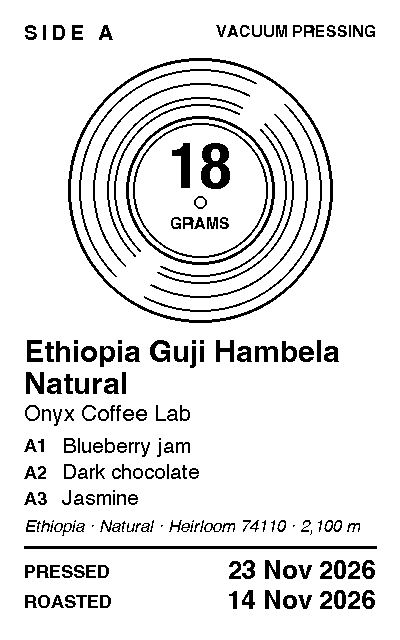 SIDE A
VACUUM PRESSING
18
GRAMS
Ethiopia Guji Hambela
Natural
Onyx Coffee Lab
A1 Blueberry jam
A2 Dark chocolate
A3 Jasmine
Ethiopia · Natural · Heirloom 74110 · 2,100 m
PRESSED 23 Nov 2026
ROASTED 14 Nov 2026